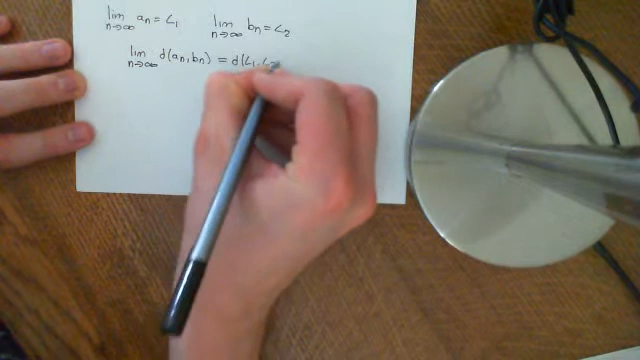 lim n→∞ aₙ = L₁ lim n→∞ bₙ = L₂
lim n→∞ d(aₙ, bₙ) = d(L₁, L₂